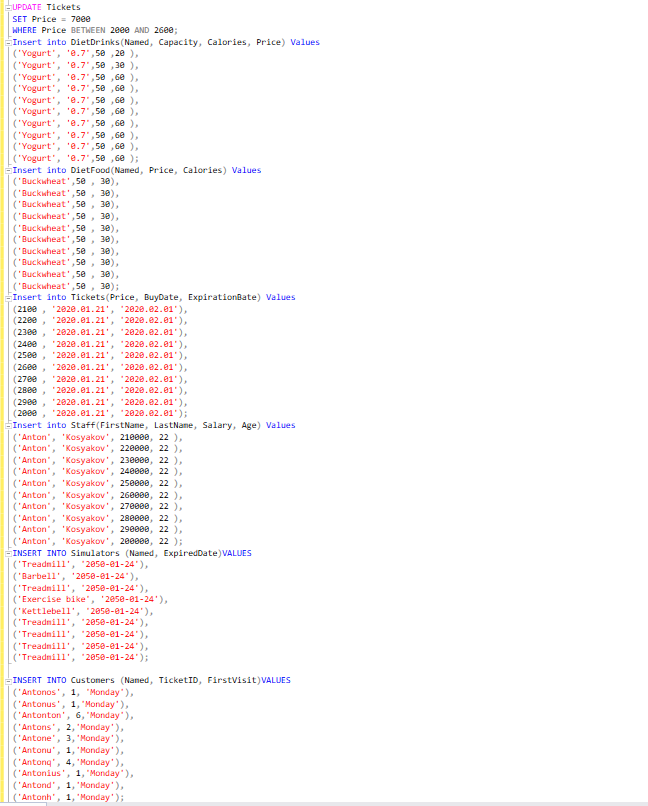 UPDATE Tickets
SET Price = 7000
WHERE Price BETWEEN 2000 AND 2600;
Insert into DietDrinks(Named, Capacity, Calories, Price) Values
('Yogurt', '0.7',50 ,20 ),
('Yogurt', '0.7',50 ,30 ),
('Yogurt', '0.7',50 ,60 ),
('Yogurt', '0.7',50 ,60 ),
('Yogurt', '0.7',50 ,60 ),
('Yogurt', '0.7',50 ,60 ),
('Yogurt', '0.7',50 ,60 ),
('Yogurt', '0.7',50 ,60 ),
('Yogurt', '0.7',50 ,60 ),
('Yogurt', '0.7',50 ,60 );
Insert into DietFood(Named, Price, Calories) Values
('Buckwheat',50 , 30),
('Buckwheat',50 , 30),
('Buckwheat',50 , 30),
('Buckwheat',50 , 30),
('Buckwheat',50 , 30),
('Buckwheat',50 , 30),
('Buckwheat',50 , 30),
('Buckwheat',50 , 30),
('Buckwheat',50 , 30),
('Buckwheat',50 , 30);
Insert into Tickets(Price, BuyDate, ExpirationBate) Values
(2100 , '2020.01.21', '2020.02.01'),
(2200 , '2020.01.21', '2020.02.01'),
(2300 , '2020.01.21', '2020.02.01'),
(2400 , '2020.01.21', '2020.02.01'),
(2500 , '2020.01.21', '2020.02.01'),
(2600 , '2020.01.21', '2020.02.01'),
(2700 , '2020.01.21', '2020.02.01'),
(2800 , '2020.01.21', '2020.02.01'),
(2900 , '2020.01.21', '2020.02.01'),
(2000 , '2020.01.21', '2020.02.01');
Insert into Staff(FirstName, LastName, Salary, Age) Values
('Anton', 'Kosyakov', 210000, 22 ),
('Anton', 'Kosyakov', 220000, 22 ),
('Anton', 'Kosyakov', 230000, 22 ),
('Anton', 'Kosyakov', 240000, 22 ),
('Anton', 'Kosyakov', 250000, 22 ),
('Anton', 'Kosyakov', 260000, 22 ),
('Anton', 'Kosyakov', 270000, 22 ),
('Anton', 'Kosyakov', 280000, 22 ),
('Anton', 'Kosyakov', 290000, 22 ),
('Anton', 'Kosyakov', 200000, 22 );
INSERT INTO Simulators (Named, ExpiredDate)VALUES
('Treadmill', '2050-01-24'),
('Barbell', '2050-01-24'),
('Treadmill', '2050-01-24'),
('Exercise bike', '2050-01-24'),
('Kettlebell', '2050-01-24'),
('Treadmill', '2050-01-24'),
('Treadmill', '2050-01-24'),
('Treadmill', '2050-01-24'),
('Treadmill', '2050-01-24');
INSERT INTO Customers (Named, TicketID, FirstVisit)VALUES
('Antonos', 1, 'Monday'),
('Antonus', 1,'Monday'),
('Antonton', 6,'Monday'),
('Antons', 2,'Monday'),
('Antone', 3,'Monday'),
('Antonu', 1,'Monday'),
('Antonq', 4,'Monday'),
('Antonius', 1,'Monday'),
('Antond', 1,'Monday'),
('Antonh', 1,'Monday');